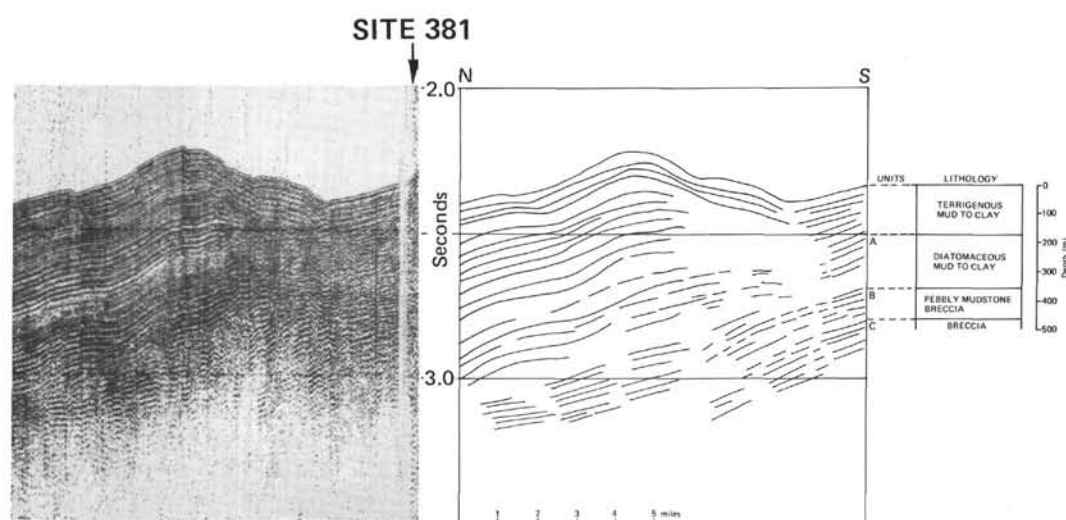 SITE 381
N
S
2.0
Seconds
3.0
UNITS
LITHOLOGY
TERRIGENOUS
MUD TO CLAY
A
DIATOMACEOUS
MUD TO CLAY
B
PEBBLY MUDSTONE
BRECCIA
C
BRECCIA
0
100
200
300
400
500
Depth (m)
1 2 3 4 5 miles